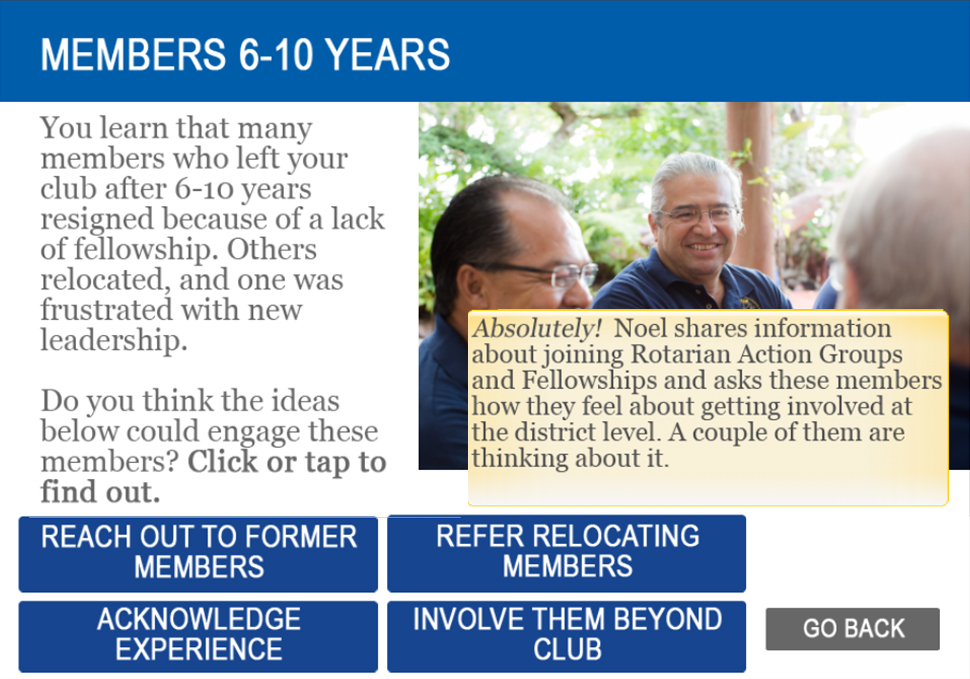 MEMBERS 6-10 YEARS
You learn that many
members who left your
club after 6-10 years
resigned because of a lack
of fellowship. Others
relocated, and one was
frustrated with new
leadership.
Do you think the ideas
below could engage these
members? Click or tap to
find out.
Absolutely! Noel shares information
about joining Rotarian Action Groups
and Fellowships and asks these members
how they feel about getting involved at
the district level. A couple of them are
thinking about it.
REACH OUT TO FORMER
MEMBERS
REFER RELOCATING
MEMBERS
ACKNOWLEDGE
EXPERIENCE
INVOLVE THEM BEYOND
CLUB
GO BACK